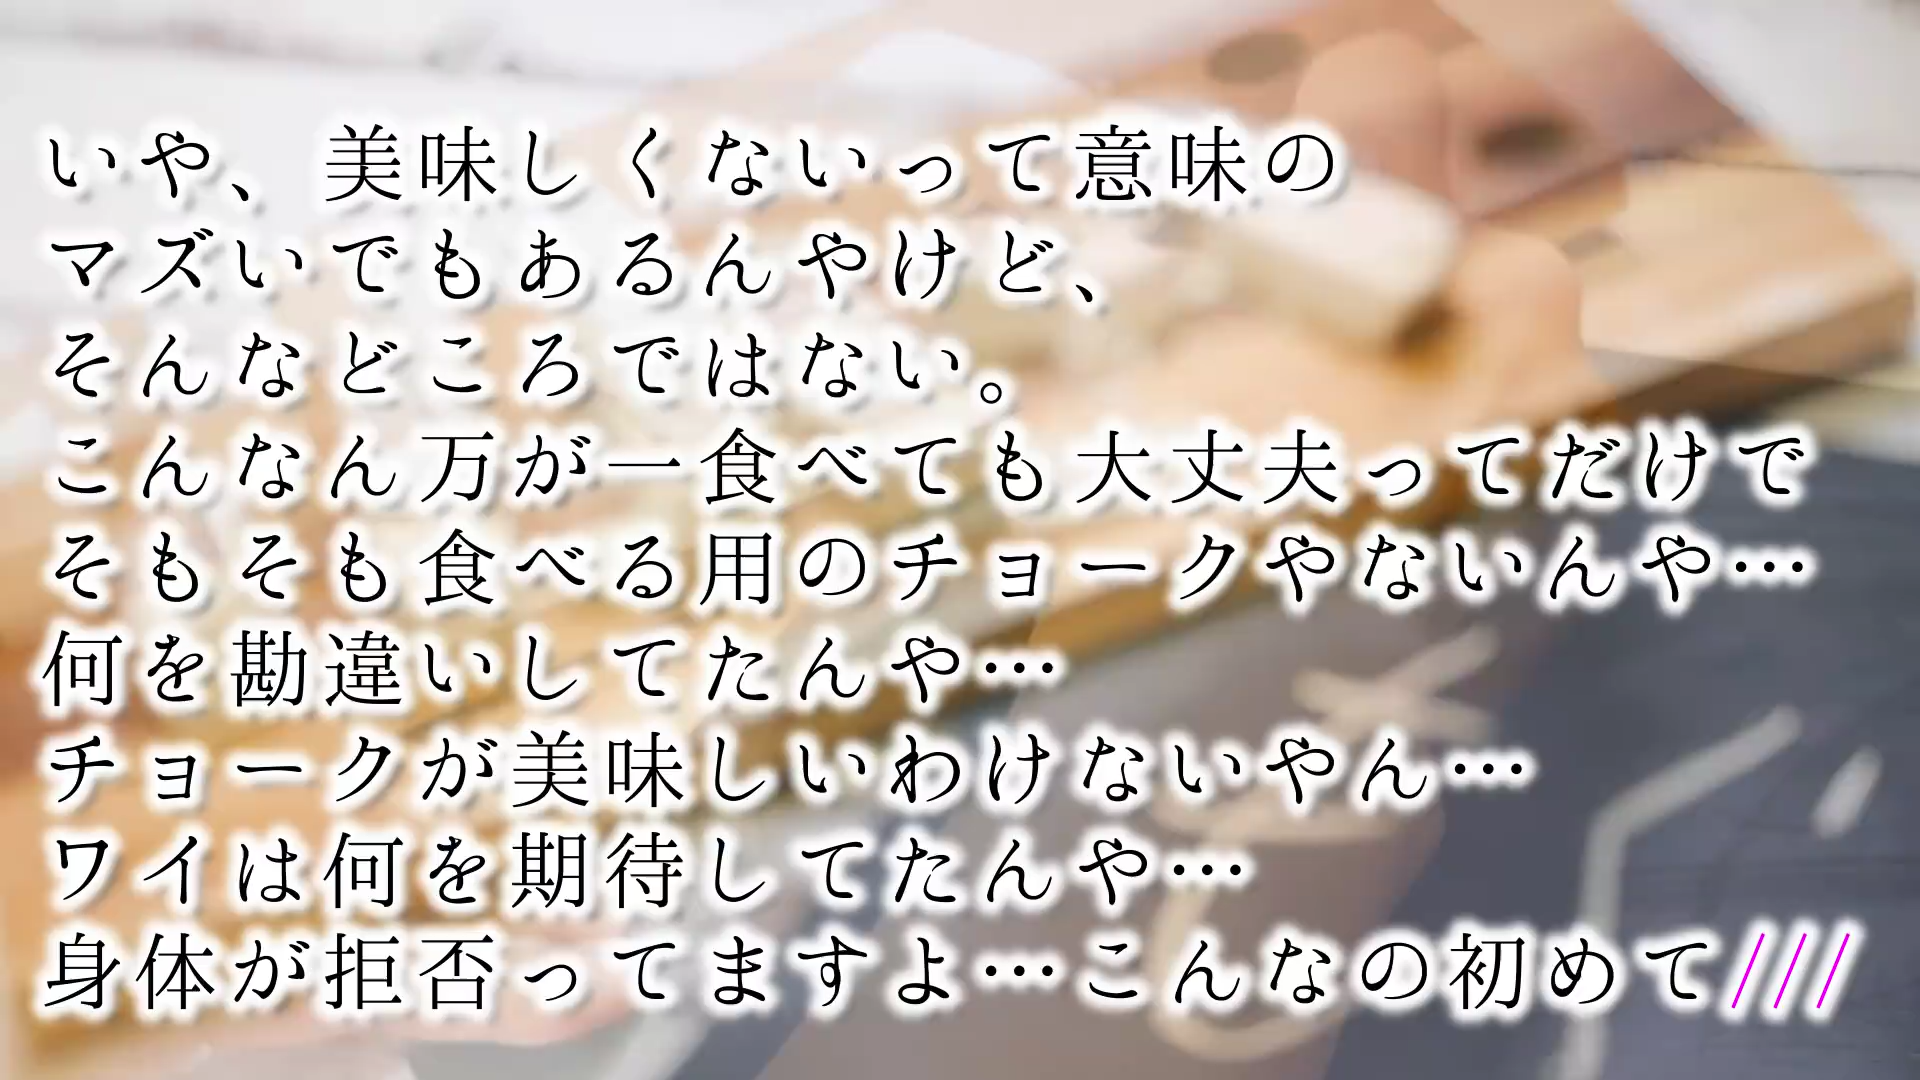 いや、美味しくないって意味の
マズいでもあるんやけど、
そんなどころではない。
こんなん万が一食べても大丈夫ってだけで
そもそも食べる用のチョークやないんや…
何を勘違いしてたんや…
チョークが美味しいわけないやん…
ワイは何を期待してたんや…
身体が拒否ってますよ…こんなの初めて///